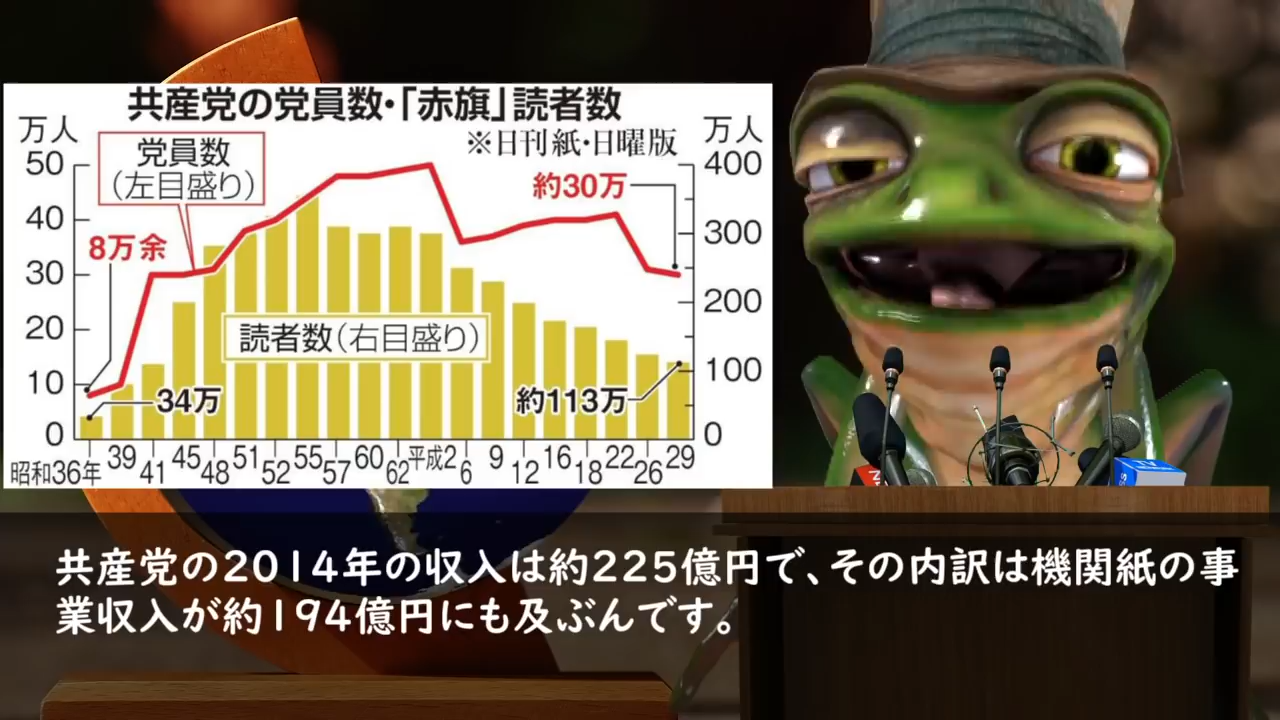 共産党の党員数・「赤旗」読者数
※日刊紙・日曜版
万人
万人
50
40
30
20
10
0
400
300
200
100
0
党員数
(左目盛り)
8万余
約30万
読者数(右目盛り)
34万
約113万
昭和36年 39 41 45 48 51 52 55 57 60 62 平成2 6 9 12 16 18 22 26 29
共産党の2014年の収入は約225億円で、その内訳は機関紙の事
業収入が約194億円にも及ぶんです。